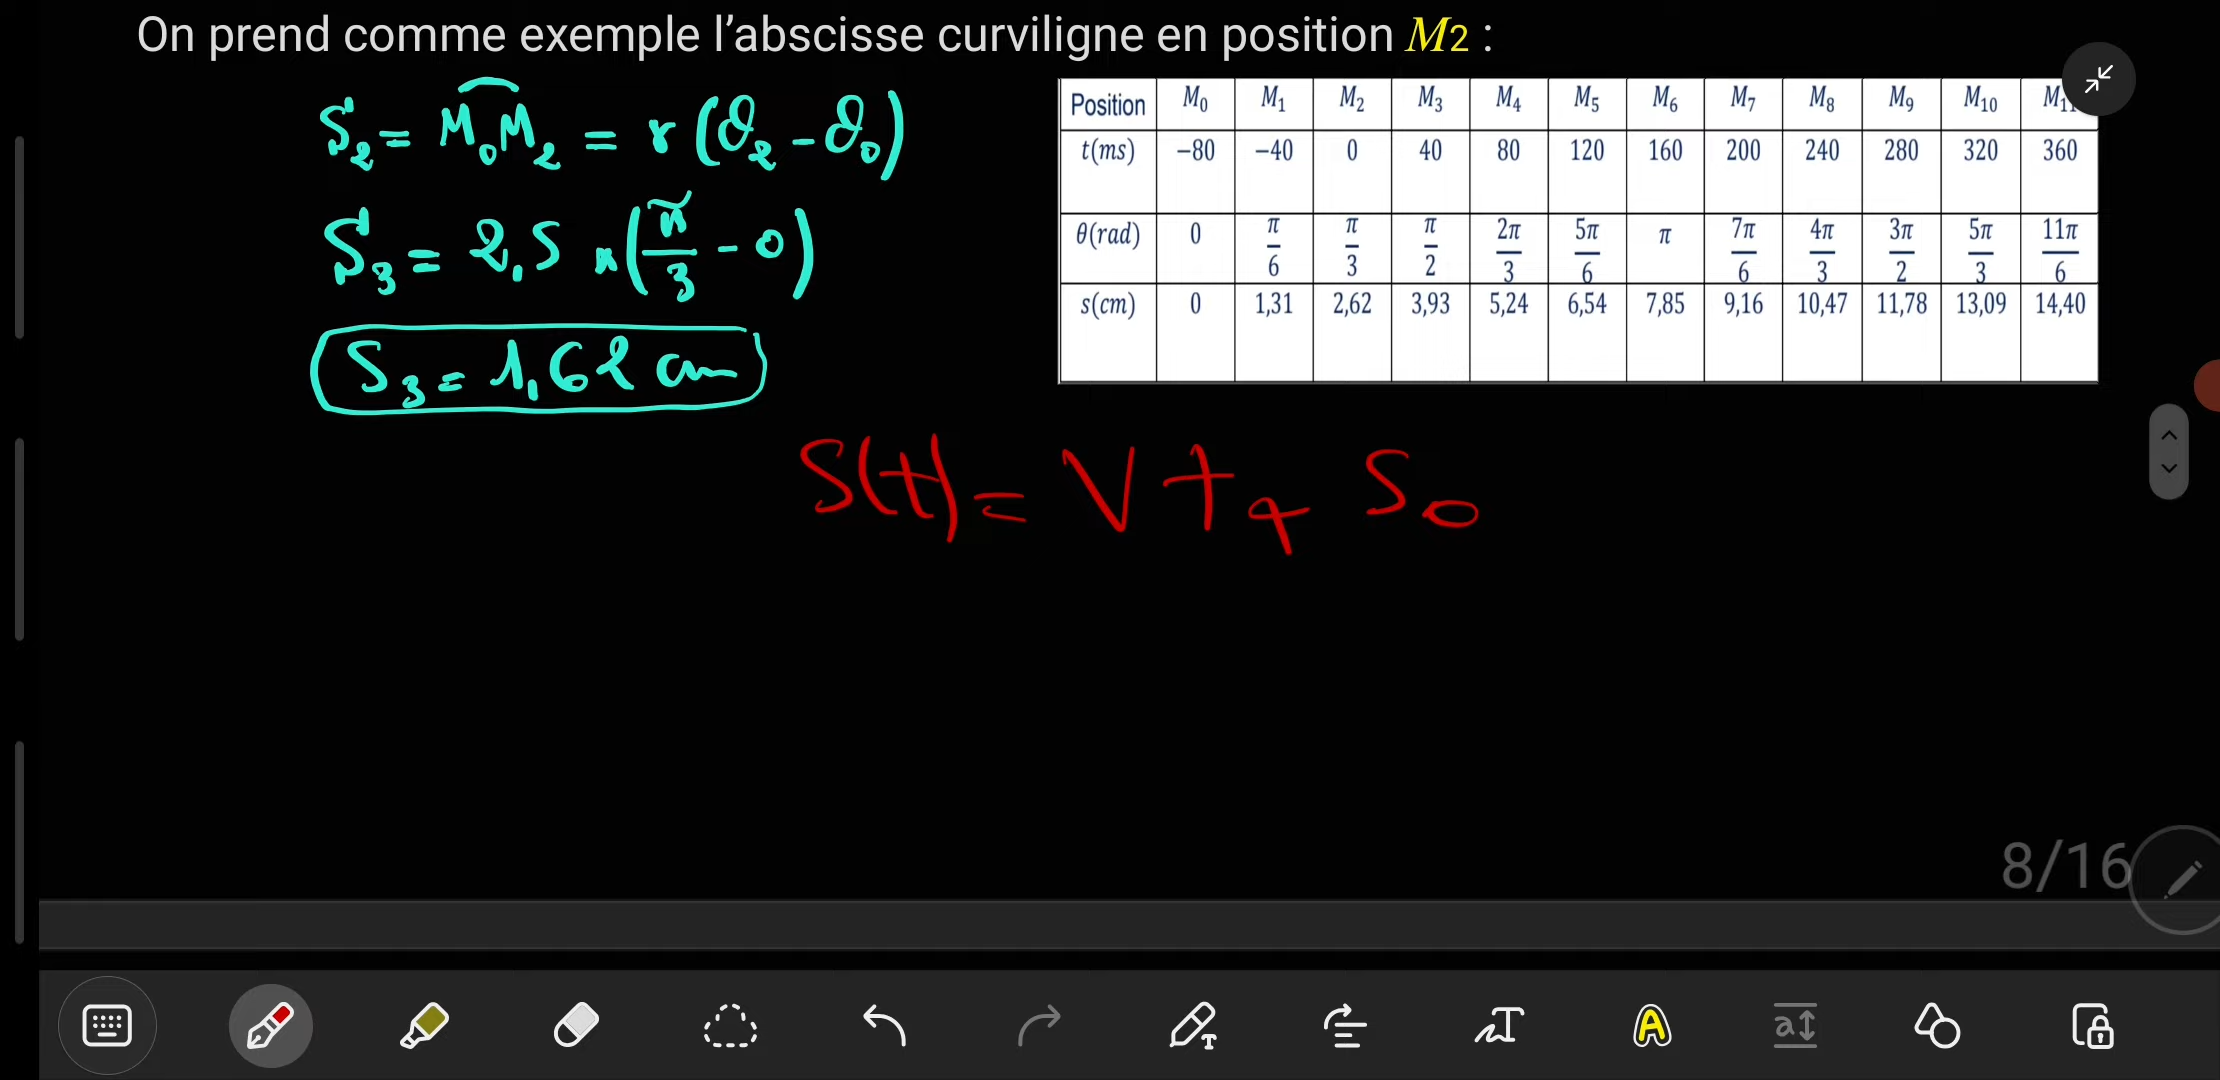 On prend comme exemple l’abscisse curviligne en position M2 :
S₂ = M₀M₂ = r (θ₂ - θ₀)
S₃ = 2,5 × (π/3 - 0)
S₃ = 1,62 cm
Position M₀ M₁ M₂ M₃ M₄ M₅ M₆ M₇ M₈ M₉ M₁₀ M₁₁
t(ms) −80 −40 0 40 80 120 160 200 240 280 320 360
θ(rad) 0 π/6 π/3 π/2 2π/3 5π/6 π 7π/6 4π/3 3π/2 5π/3 11π/6
s(cm) 0 1,31 2,62 3,93 5,24 6,54 7,85 9,16 10,47 11,78 13,09 14,40
S(t) = V t + S₀
8/16